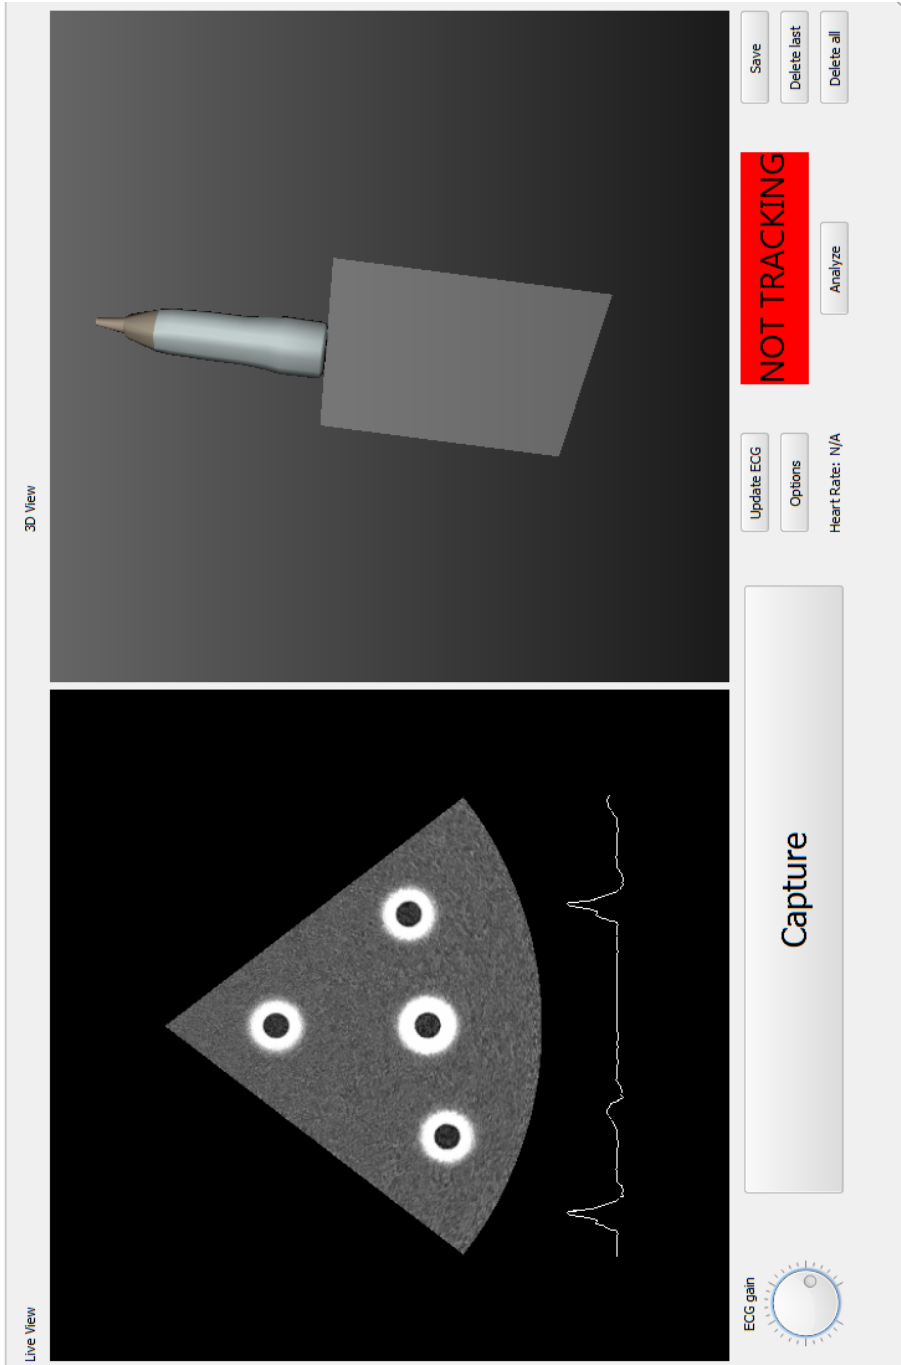 Live View
3D View
ECG gain
Capture
Update ECG
Options
Heart Rate: N/A
NOT TRACKING
Analyze
Save
Delete last
Delete all